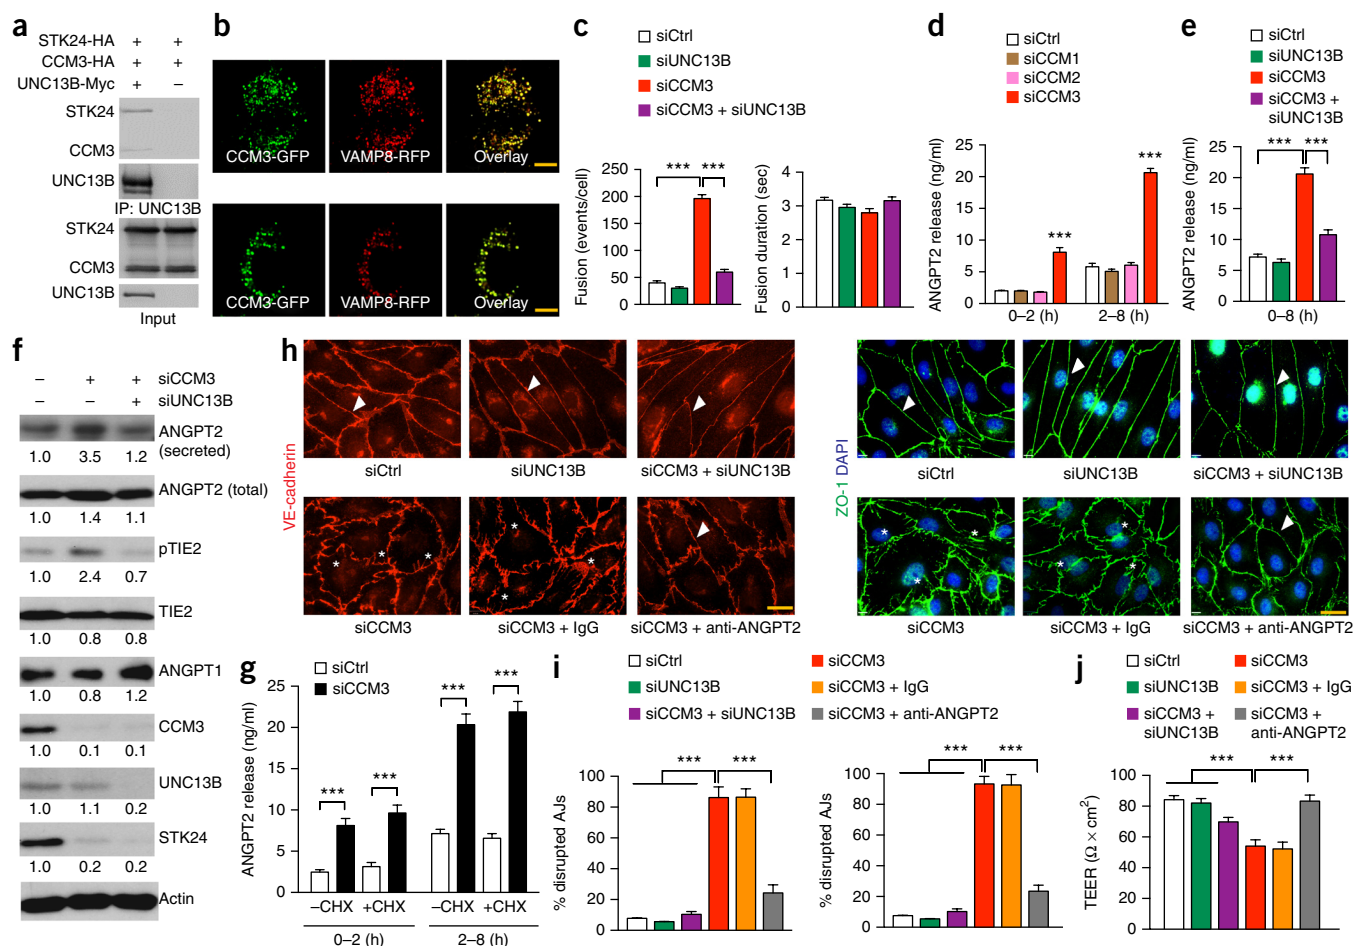 a
STK24-HA + +
CCM3-HA + +
UNC13B-Myc + –
STK24
CCM3
UNC13B
IP: UNC13B
STK24
CCM3
UNC13B
Input
b
CCM3-GFP VAMP8-RFP Overlay
CCM3-GFP VAMP8-RFP Overlay
c
siCtrl
siUNC13B
siCCM3
siCCM3 + siUNC13B
Fusion (events/cell)
250
200
150
100
50
0
*** ***
Fusion duration (sec)
4
3
2
1
0
d
siCtrl
siCCM1
siCCM2
siCCM3
ANGPT2 release (ng/ml)
25
20
15
10
5
0
***
***
0–2 (h) 2–8 (h)
e
siCtrl
siUNC13B
siCCM3
siCCM3 +
siUNC13B
ANGPT2 release (ng/ml)
25
20
15
10
5
0
*** ***
0–8 (h)
f
– + + siCCM3
– – + siUNC13B
ANGPT2
(secreted)
1.0 3.5 1.2
ANGPT2 (total)
1.0 1.4 1.1
pTIE2
1.0 2.4 0.7
TIE2
1.0 0.8 0.8
ANGPT1
1.0 0.8 1.2
CCM3
1.0 0.1 0.1
UNC13B
1.0 1.1 0.2
STK24
1.0 0.2 0.2
Actin
g
siCtrl
siCCM3
ANGPT2 release (ng/ml)
25
20
15
10
5
0
*** *** *** ***
–CHX +CHX –CHX +CHX
0–2 (h) 2–8 (h)
h
VE-cadherin
siCtrl siUNC13B siCCM3 + siUNC13B
* * * * * *
siCCM3 siCCM3 + IgG siCCM3 + anti-ANGPT2
ZO-1 DAPI
siCtrl siUNC13B siCCM3 + siUNC13B
* * * * * *
siCCM3 siCCM3 + IgG siCCM3 + anti-ANGPT2
i
siCtrl siCCM3
siUNC13B siCCM3 + IgG
siCCM3 + siUNC13B siCCM3 + anti-ANGPT2
% disrupted AJs
100
80
60
40
20
0
*** ***
% disrupted AJs
100
80
60
40
20
0
*** ***
j
siCtrl siCCM3
siUNC13B siCCM3 + IgG
siCCM3 + siCCM3 +
siUNC13B anti-ANGPT2
TEER (Ω × cm²)
100
80
60
40
20
0
*** ***